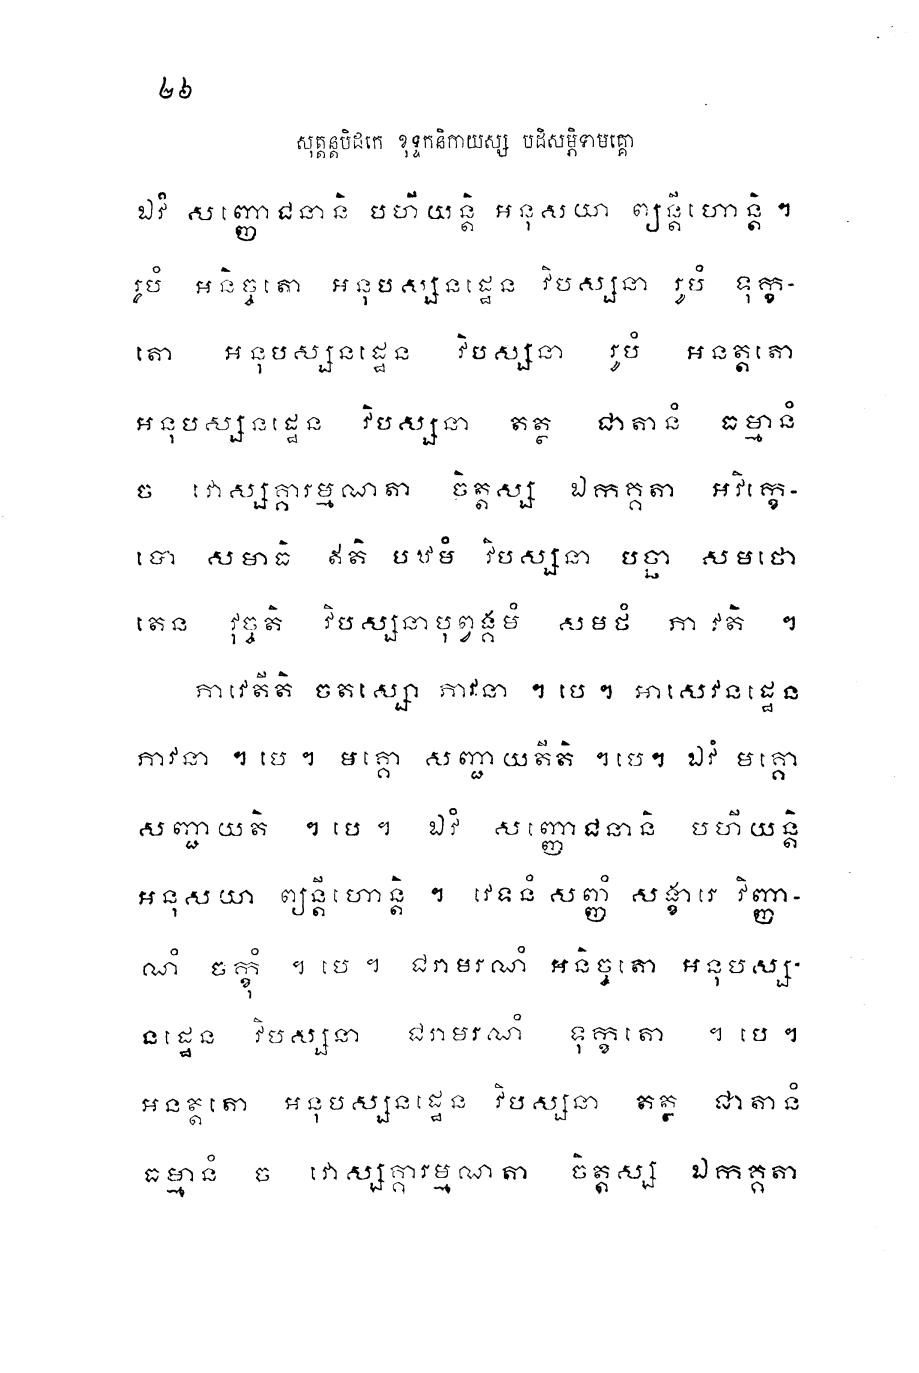 ២៦
សុត្តន្តបិដកេ ខុទ្ទកនិកាយស្ស បដិសម្ភិទាមគ្គោ
ឯវំ សញ្ញោជនានិ បហីយន្តិ អនុសយា ព្យន្តីហោន្តិ ។
រូបំ អនិច្ចតោ អនុបស្សនដ្ឋេន វិបស្សនា រូបំ ទុក្ខ-
តោ អនុបស្សនដ្ឋេន វិបស្សនា រូបំ អនត្តតោ
អនុបស្សនដ្ឋេន វិបស្សនា តត្ថ ជាតានំ ធម្មានំ
ច វោស្សគ្គារម្មណតា ចិត្តស្ស ឯកគ្គតា អវិក្ខេ-
បោ សមាធិ ឥតិ បឋមំ វិបស្សនា បច្ឆា សមថោ
តេន វុច្ចតិ វិបស្សនាបុព្វង្គមំ សមថំ ភាវតិ ។
ភាវេតីតិ ចតស្សោ ភាវនា ។ បេ ។ អាសេវនដ្ឋេន
ភាវនា ។ បេ ។ មគ្គោ សញ្ជាយតីតិ ។ បេ ។ ឯវំ មគ្គោ
សញ្ជាយតិ ។ បេ ។ ឯវំ សញ្ញោជនានិ បហីយន្តិ
អនុសយា ព្យន្តីហោន្តិ ។ វេទនំ សញ្ញំ សង្ខារេ វិញ្ញា-
ណំ ចក្ខុំ ។ បេ ។ ជរាមរណំ អនិច្ចតោ អនុបស្ស-
នដ្ឋេន វិបស្សនា ជរាមរណំ ទុក្ខតោ ។ បេ ។
អនត្តតោ អនុបស្សនដ្ឋេន វិបស្សនា តត្ថ ជាតានំ
ធម្មានំ ច វោស្សគ្គារម្មណតា ចិត្តស្ស ឯកគ្គតា